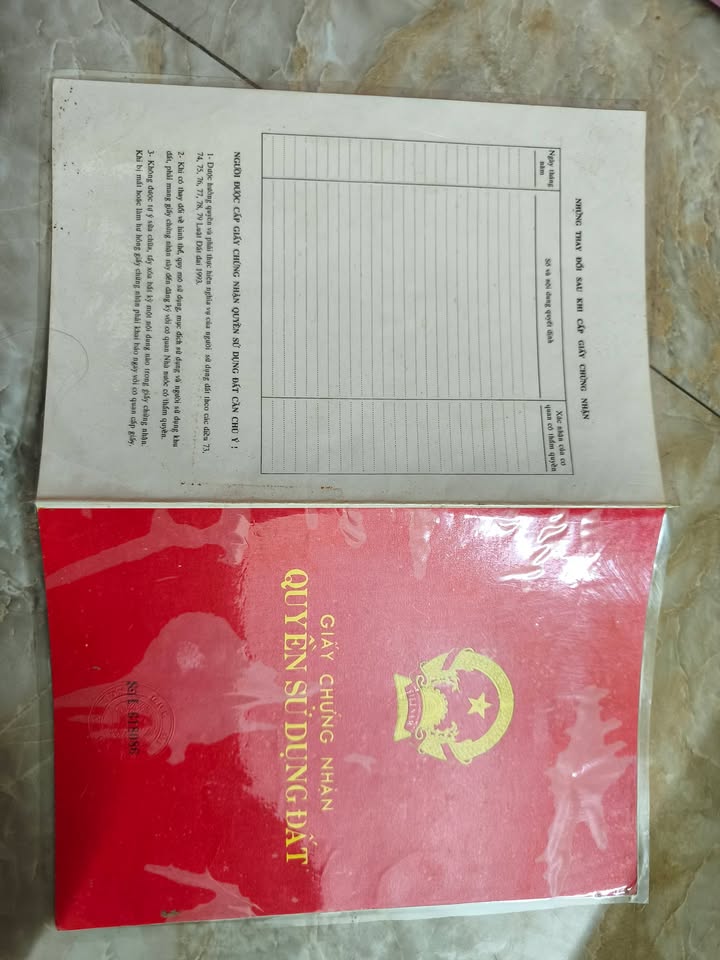 NHỮNG THAY ĐỔI SAU KHI CẤP GIẤY CHỨNG NHẬN
Ngày tháng năm
Số và nội dung quyết định
Xác nhận của cơ quan có thẩm quyền
NGƯỜI ĐƯỢC CẤP GIẤY CHỨNG NHẬN QUYỀN SỬ DỤNG ĐẤT CẦN CHÚ Ý !
1- Được hưởng quyền và phải thực hiện nghĩa vụ của người sử dụng đất theo các điều 73,
74, 75, 76, 77, 78, 79 Luật Đất đai 1993.
2- Khi có thay đổi về hình thể, quy mô sử dụng, mục đích sử dụng và người sử dụng khu
đất, phải mang giấy chứng nhận này đến đăng ký với cơ quan Nhà nước có thẩm quyền.
3- Không được tự ý sửa chữa, tẩy xóa bất kỳ một nội dung nào trong giấy chứng nhận.
Khi bị mất hoặc làm hư hỏng giấy chứng nhận phải khai báo ngay với cơ quan cấp giấy.
VIỆT NAM
GIẤY CHỨNG NHẬN
QUYỀN SỬ DỤNG ĐẤT